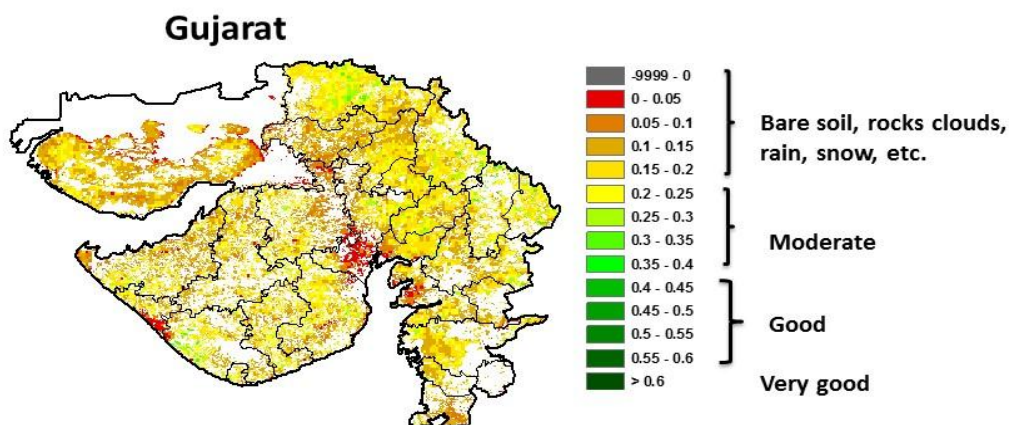 Gujarat
-9999 - 0
0 - 0.05
0.05 - 0.1
0.1 - 0.15
0.15 - 0.2
0.2 - 0.25
0.25 - 0.3
0.3 - 0.35
0.35 - 0.4
0.4 - 0.45
0.45 - 0.5
0.5 - 0.55
0.55 - 0.6
> 0.6
Bare soil, rocks clouds,
rain, snow, etc.
Moderate
Good
Very good